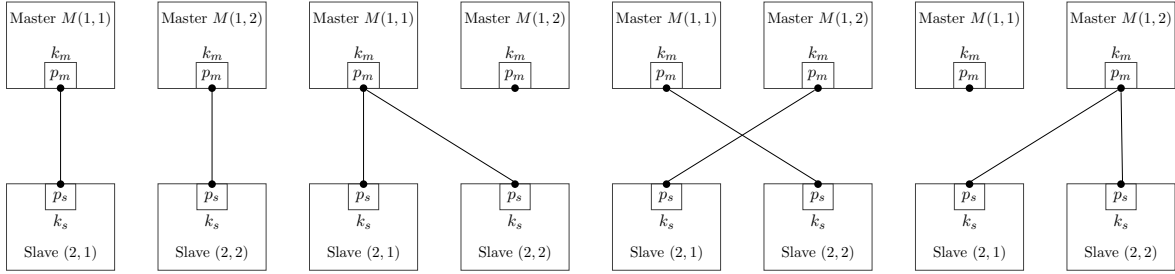 Master M(1,1) Master M(1,2) Master M(1,1) Master M(1,2) Master M(1,1) Master M(1,2) Master M(1,1) Master M(1,2)
k_m k_m k_m k_m k_m k_m k_m k_m
p_m p_m p_m p_m p_m p_m p_m p_m
p_s p_s p_s p_s p_s p_s p_s p_s
k_s k_s k_s k_s k_s k_s k_s k_s
Slave (2,1) Slave (2,2) Slave (2,1) Slave (2,2) Slave (2,1) Slave (2,2) Slave (2,1) Slave (2,2)